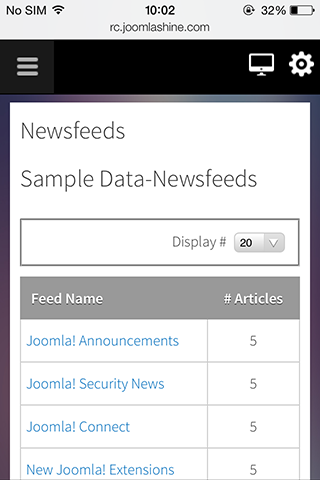 No SIM 10:02 32%
rc.joomlashine.com
Newsfeeds
Sample Data-Newsfeeds
Display # 20
Feed Name # Articles
Joomla! Announcements 5
Joomla! Security News 5
Joomla! Connect 5
New Joomla! Extensions 5